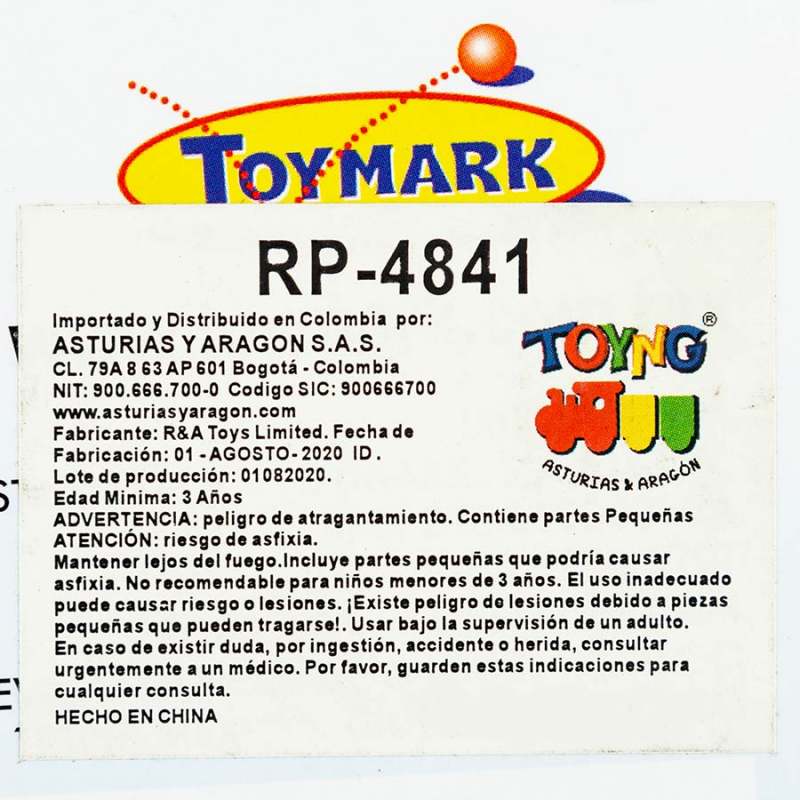 TOYMARK
RP-4841
Importado y Distribuido en Colombia por:
ASTURIAS Y ARAGON S.A.S.
CL. 79A 8 63 AP 601 Bogotá - Colombia
NIT: 900.666.700-0 Codigo SIC: 900666700
www.asturiasyaragon.com
Fabricante: R&A Toys Limited. Fecha de
Fabricación: 01 - AGOSTO- 2020 ID .
Lote de producción: 01082020.
Edad Minima: 3 Años
TOYNG®
ASTURIAS & ARAGÓN
ADVERTENCIA: peligro de atragantamiento. Contiene partes Pequeñas
ATENCIÓN: riesgo de asfixia.
Mantener lejos del fuego.Incluye partes pequeñas que podría causar
asfixia. No recomendable para niños menores de 3 años. El uso inadecuado
puede causar riesgo o lesiones. ¡Existe peligro de lesiones debido a piezas
pequeñas que pueden tragarse!. Usar bajo la supervisión de un adulto.
En caso de existir duda, por ingestión, accidente o herida, consultar
urgentemente a un médico. Por favor, guarden estas indicaciones para
cualquier consulta.
HECHO EN CHINA